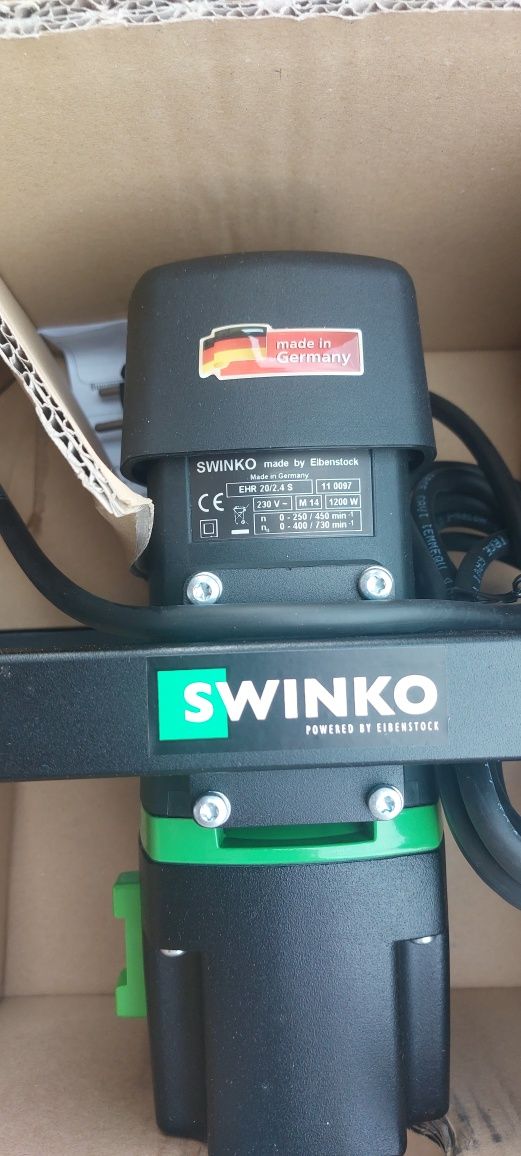 made in
Germany
SWINKO made by Eibenstock
Made in Germany
EHR 20/2.4 S 11 0097
CE 230 V ~ M 14 1200 W
n 0 - 250 / 450 min⁻¹
n₀ 0 - 400 / 730 min⁻¹
SWINKO
POWERED BY EIBENSTOCK